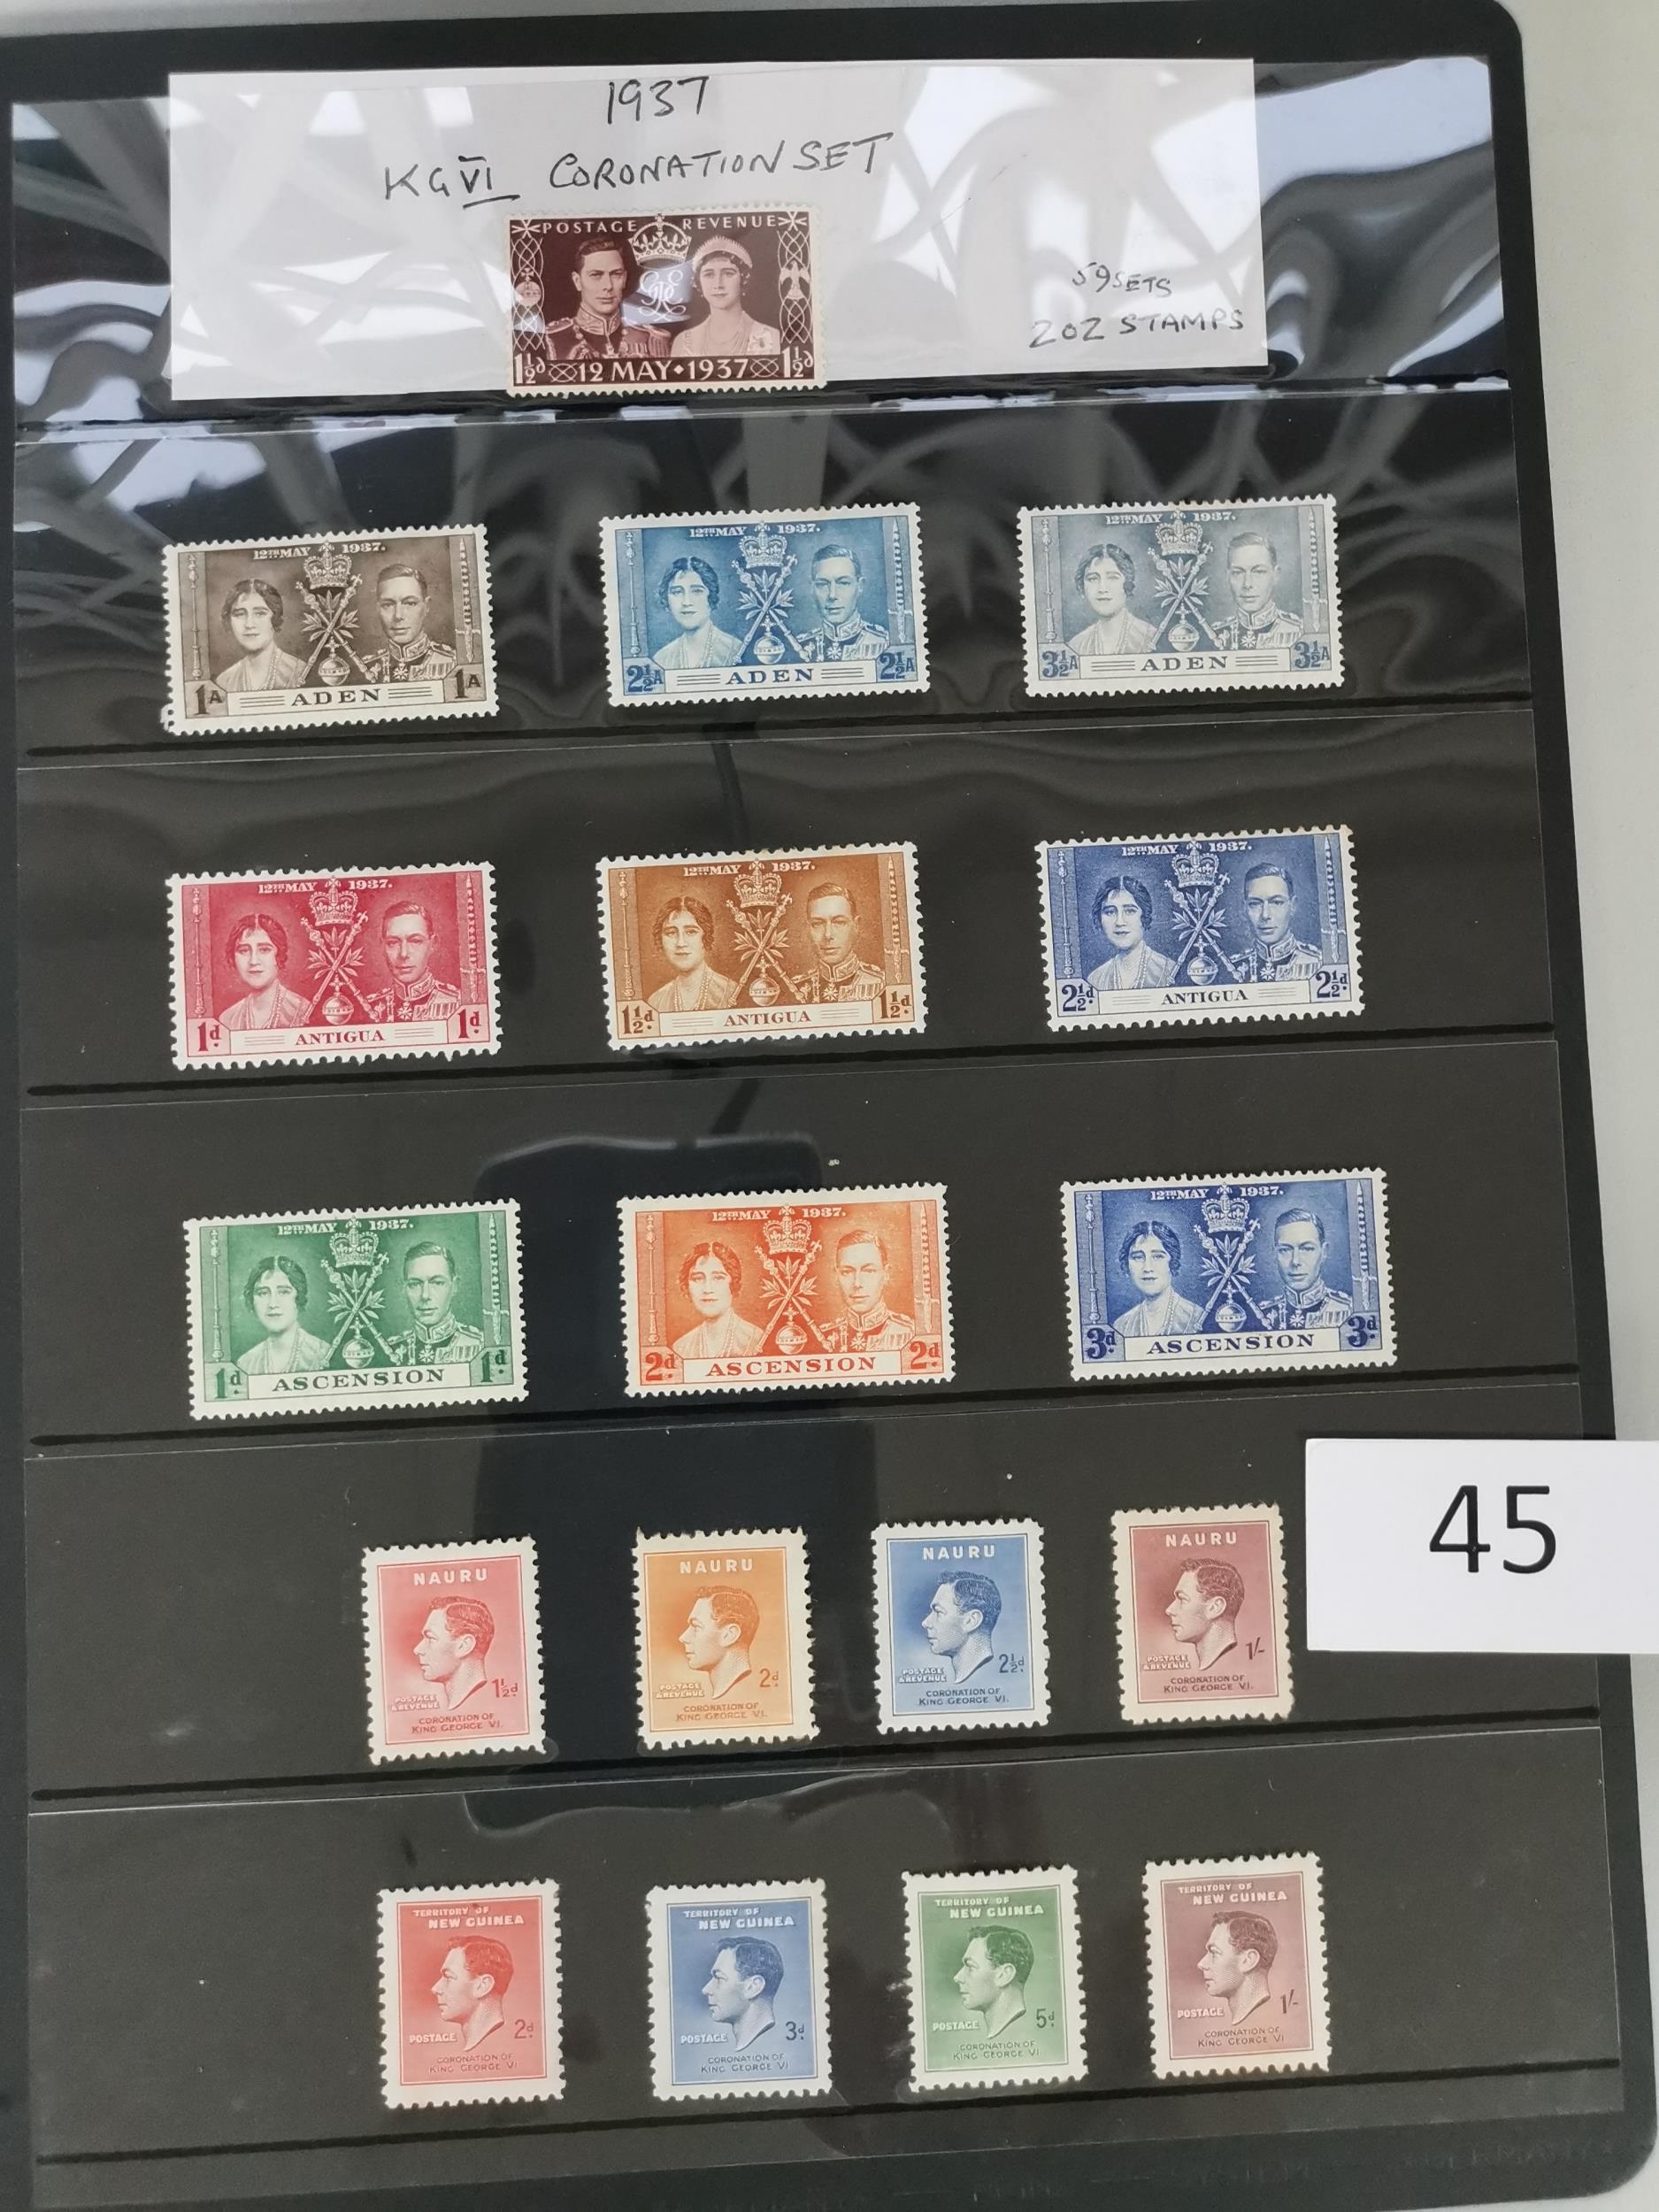 1937
KGVI CORONATION SET
POSTAGE REVENUE
1½d 12 MAY 1937 1½d
59 SETS
202 STAMPS
12TH MAY 1937.
1A ADEN 1A
12TH MAY 1937.
2½A ADEN 2½A
12TH MAY 1937.
3½A ADEN 3½A
12TH MAY 1937.
1d. ANTIGUA 1d.
12TH MAY 1937.
1½d. ANTIGUA 1½d.
12TH MAY 1937.
2½d. ANTIGUA 2½d.
12TH MAY 1937.
1d. ASCENSION 1d.
12TH MAY 1937.
2d. ASCENSION 2d.
12TH MAY 1937.
3d. ASCENSION 3d.
45
NAURU
POSTAGE
&REVENUE 1½d.
CORONATION OF
KING GEORGE VI.
NAURU
POSTAGE
&REVENUE 2d.
CORONATION OF
KING GEORGE VI.
NAURU
POSTAGE
&REVENUE 2½d.
CORONATION OF
KING GEORGE VI.
NAURU
POSTAGE
&REVENUE 1/-
CORONATION OF
KING GEORGE VI.
TERRITORY OF
NEW GUINEA
POSTAGE 2d.
CORONATION OF
KING GEORGE VI
TERRITORY OF
NEW GUINEA
POSTAGE 3d.
CORONATION OF
KING GEORGE VI
TERRITORY OF
NEW GUINEA
POSTAGE 5d.
CORONATION OF
KING GEORGE VI
TERRITORY OF
NEW GUINEA
POSTAGE 1/-
CORONATION OF
KING GEORGE VI